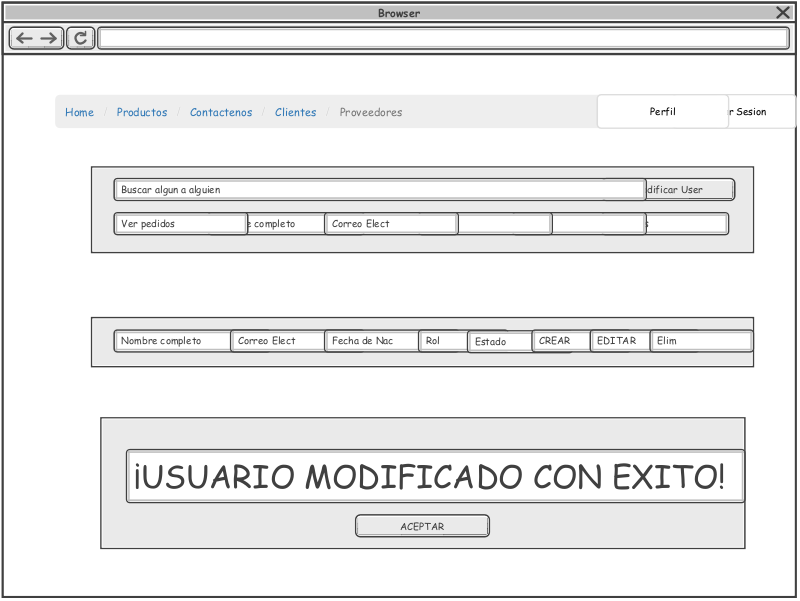 Browser
Home / Productos / Contactenos / Clientes / Proveedores Perfil r Sesion
Buscar algun a alguien dificar User
Ver pedidos completo Correo Elect
Nombre completo Correo Elect Fecha de Nac Rol Estado CREAR EDITAR Elim
¡USUARIO MODIFICADO CON EXITO!
ACEPTAR